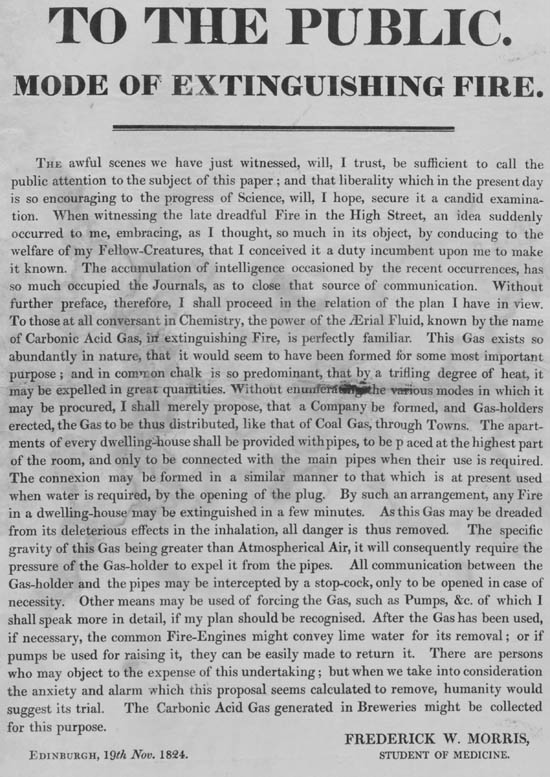 TO THE PUBLIC.
MODE OF EXTINGUISHING FIRE.
THE awful scenes we have just witnessed, will, I trust, be sufficient to call the
public attention to the subject of this paper; and that liberality which in the present day
is so encouraging to the progress of Science, will, I hope, secure it a candid examina-
tion. When witnessing the late dreadful Fire in the High Street, an idea suddenly
occurred to me, embracing, as I thought, so much in its object, by conducing to the
welfare of my Fellow-Creatures, that I conceived it a duty incumbent upon me to make
it known. The accumulation of intelligence occasioned by the recent occurrences, has
so much occupied the Journals, as to close that source of communication. Without
further preface, therefore, I shall proceed in the relation of the plan I have in view.
To those at all conversant in Chemistry, the power of the Ærial Fluid, known by the name
of Carbonic Acid Gas, in extinguishing Fire, is perfectly familiar. This Gas exists so
abundantly in nature, that it would seem to have been formed for some most important
purpose; and in common chalk is so predominant, that by a trifling degree of heat, it
may be expelled in great quantities. Without enumerating the various modes in which it
may be procured, I shall merely propose, that a Company be formed, and Gas-holders
erected, the Gas to be thus distributed, like that of Coal Gas, through Towns. The apart-
ments of every dwelling-house shall be provided with pipes, to be p aced at the highest part
of the room, and only to be connected with the main pipes when their use is required.
The connexion may be formed in a similar manner to that which is at present used
when water is required, by the opening of the plug. By such an arrangement, any Fire
in a dwelling-house may be extinguished in a few minutes. As this Gas may be dreaded
from its deleterious effects in the inhalation, all danger is thus removed. The specific
gravity of this Gas being greater than Atmospherical Air, it will consequently require the
pressure of the Gas-holder to expel it from the pipes. All communication between the
Gas-holder and the pipes may be intercepted by a stop-cock, only to be opened in case of
necessity. Other means may be used of forcing the Gas, such as Pumps, &c. of which I
shall speak more in detail, if my plan should be recognised. After the Gas has been used,
if necessary, the common Fire-Engines might convey lime water for its removal; or if
pumps be used for raising it, they can be easily made to return it. There are persons
who may object to the expense of this undertaking; but when we take into consideration
the anxiety and alarm which this proposal seems calculated to remove, humanity would
suggest its trial. The Carbonic Acid Gas generated in Breweries might be collected
for this purpose.
FREDERICK W. MORRIS,
EDINBURGH, 19th Nov. 1824. STUDENT OF MEDICINE.